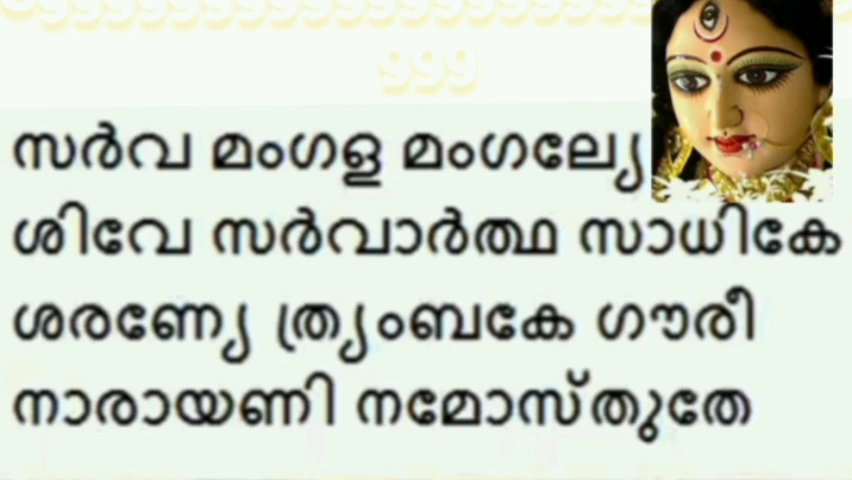 സർവ മംഗള മംഗല്യേ
ശിവേ സർവാർത്ഥ സാധികേ
ശരണ്യേ ത്ര്യംബകേ ഗൗരീ
നാരായണി നമോസ്തുതേ